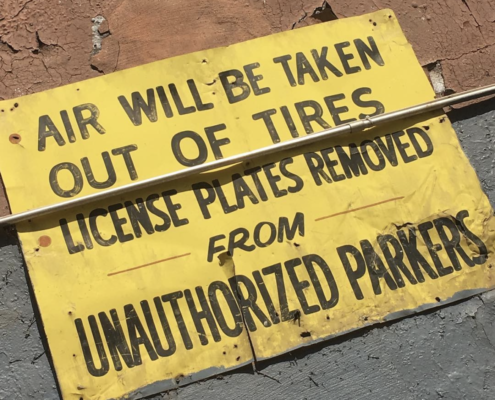 AIR WILL BE TAKEN
OUT OF TIRES
LICENSE PLATES REMOVED
FROM
UNAUTHORIZED PARKERS